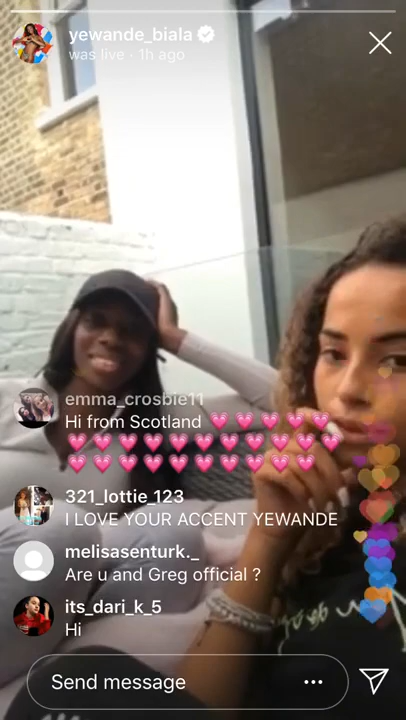 yewande_biala
was live · 1h ago
emma_crosbie11
Hi from Scotland 💗💗💗💗💗
💗💗💗💗💗💗💗💗💗💗💗
💗💗💗💗💗💗💗💗💗💗
321_lottie_123
I LOVE YOUR ACCENT YEWANDE
melisasenturk._
Are u and Greg official ?
its_dari_k_5
Hi
Send message